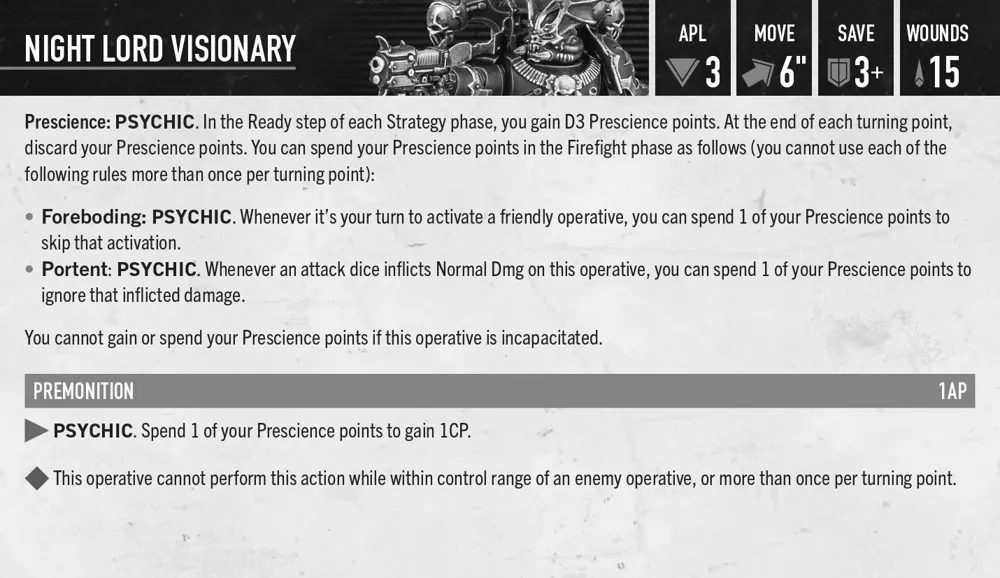 NIGHT LORD VISIONARY
APL
3
MOVE
6"
SAVE
3+
WOUNDS
15
Prescience: PSYCHIC. In the Ready step of each Strategy phase, you gain D3 Prescience points. At the end of each turning point,
discard your Prescience points. You can spend your Prescience points in the Firefight phase as follows (you cannot use each of the
following rules more than once per turning point):
• Foreboding: PSYCHIC. Whenever it's your turn to activate a friendly operative, you can spend 1 of your Prescience points to
skip that activation.
• Portent: PSYCHIC. Whenever an attack dice inflicts Normal Dmg on this operative, you can spend 1 of your Prescience points to
ignore that inflicted damage.
You cannot gain or spend your Prescience points if this operative is incapacitated.
PREMONITION 1AP
PSYCHIC. Spend 1 of your Prescience points to gain 1CP.
This operative cannot perform this action while within control range of an enemy operative, or more than once per turning point.